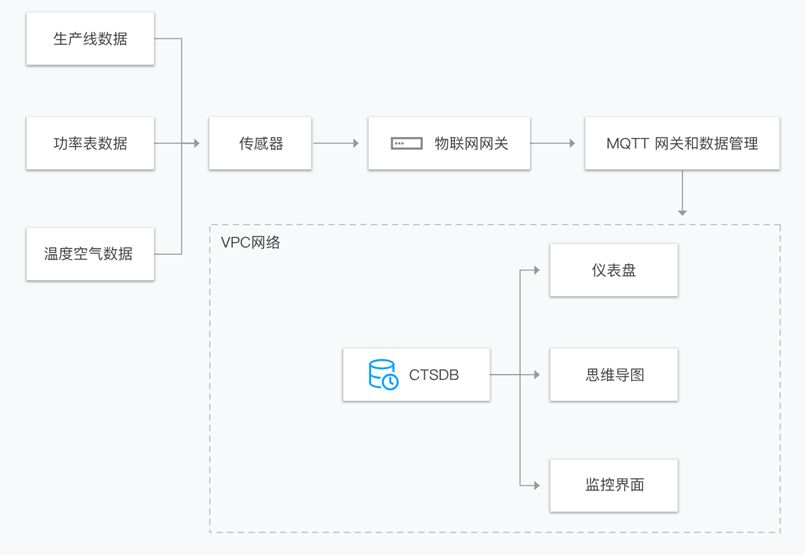 生产线数据
功率表数据
传感器
物联网网关
MQTT 网关和数据管理
温度空气数据
VPC网络
仪表盘
CTSDB
思维导图
监控界面